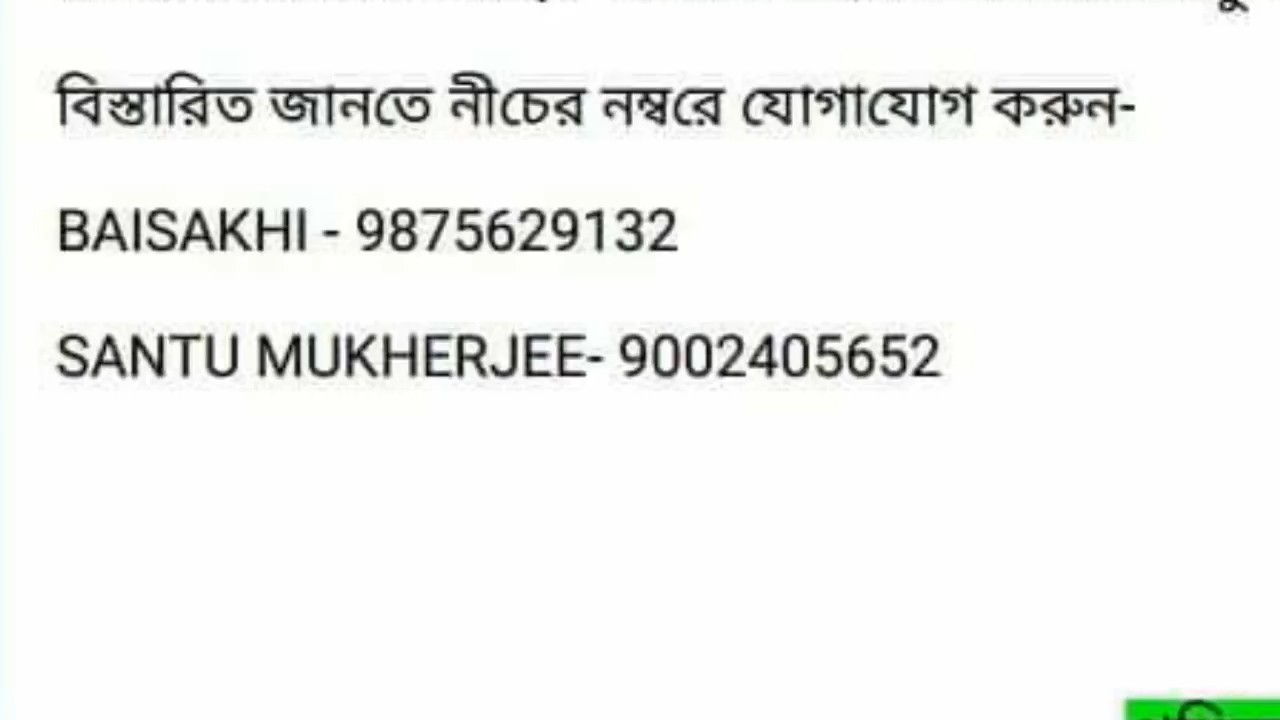 বিস্তারিত জানতে নীচের নম্বরে যোগাযোগ করুন-
BAISAKHI - 9875629132
SANTU MUKHERJEE- 9002405652